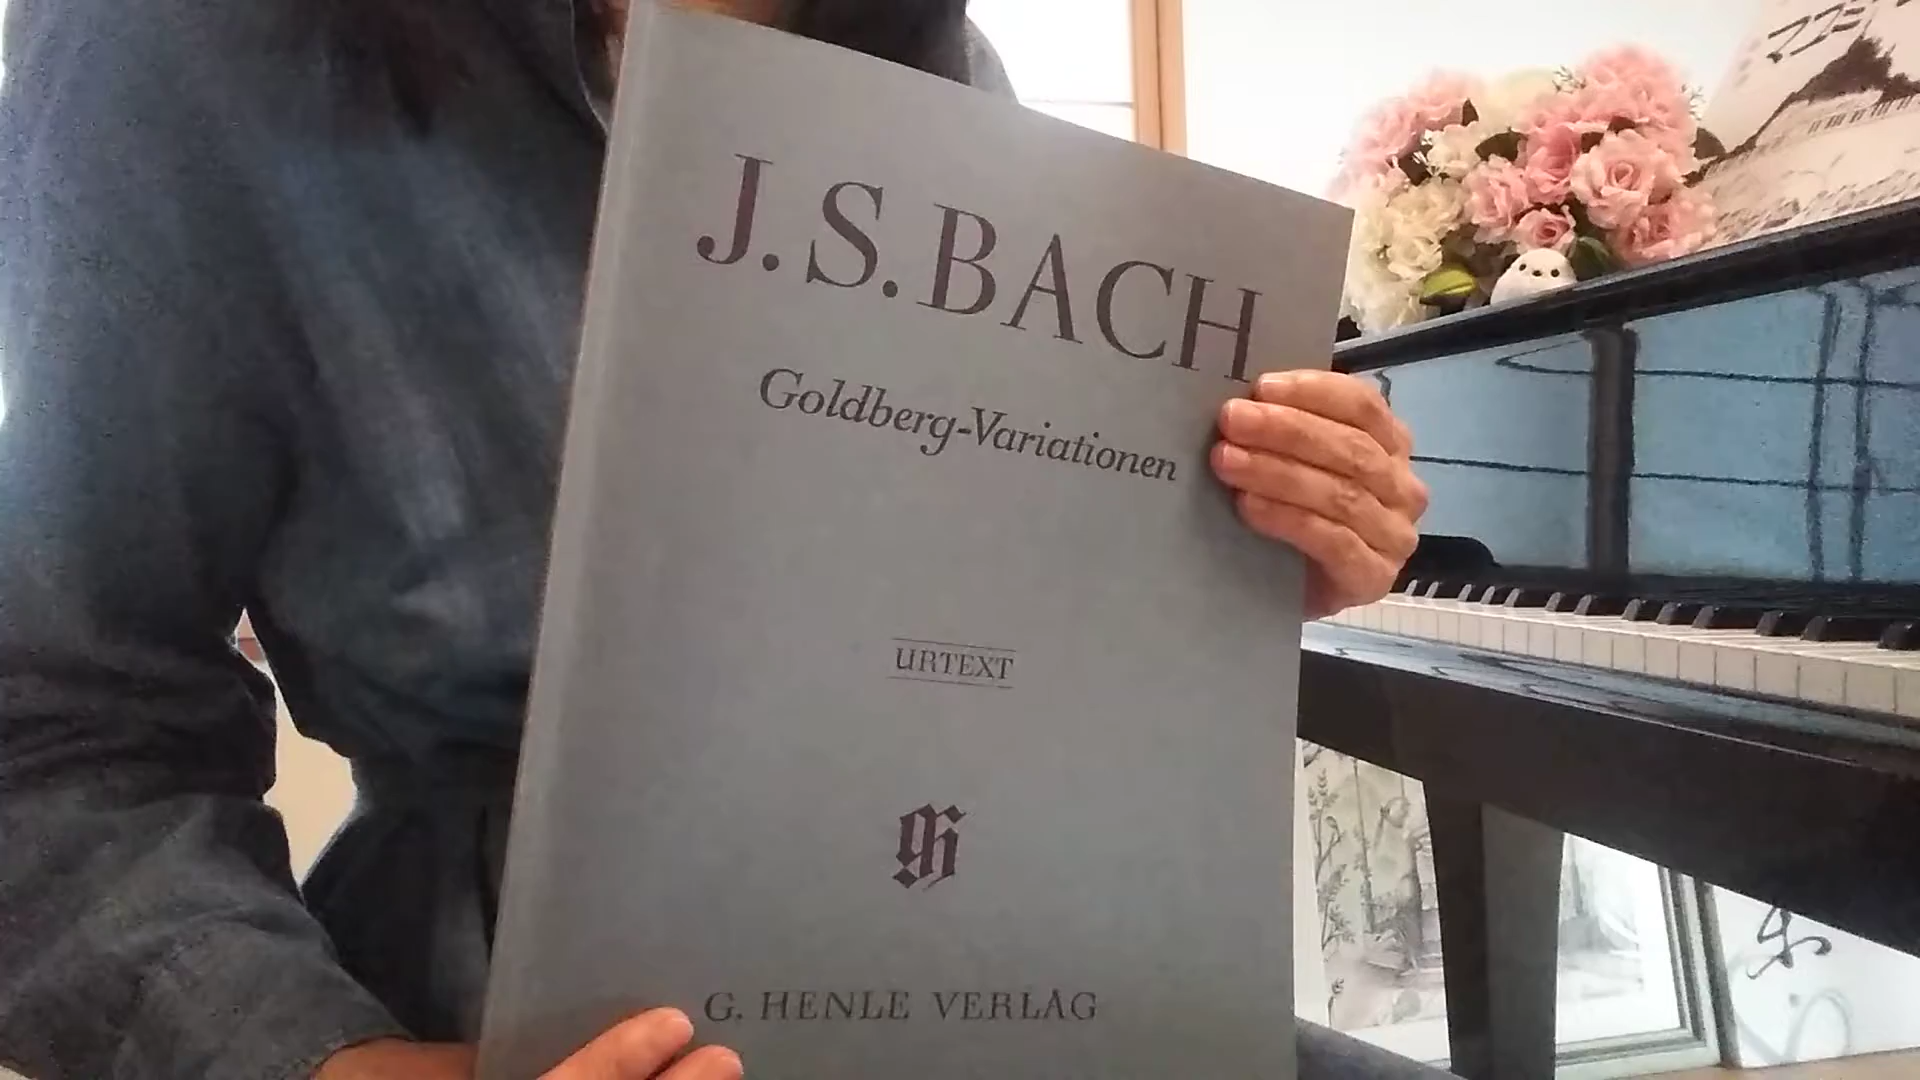 J. S. BACH
Goldberg-Variationen
URTEXT
G. HENLE VERLAG